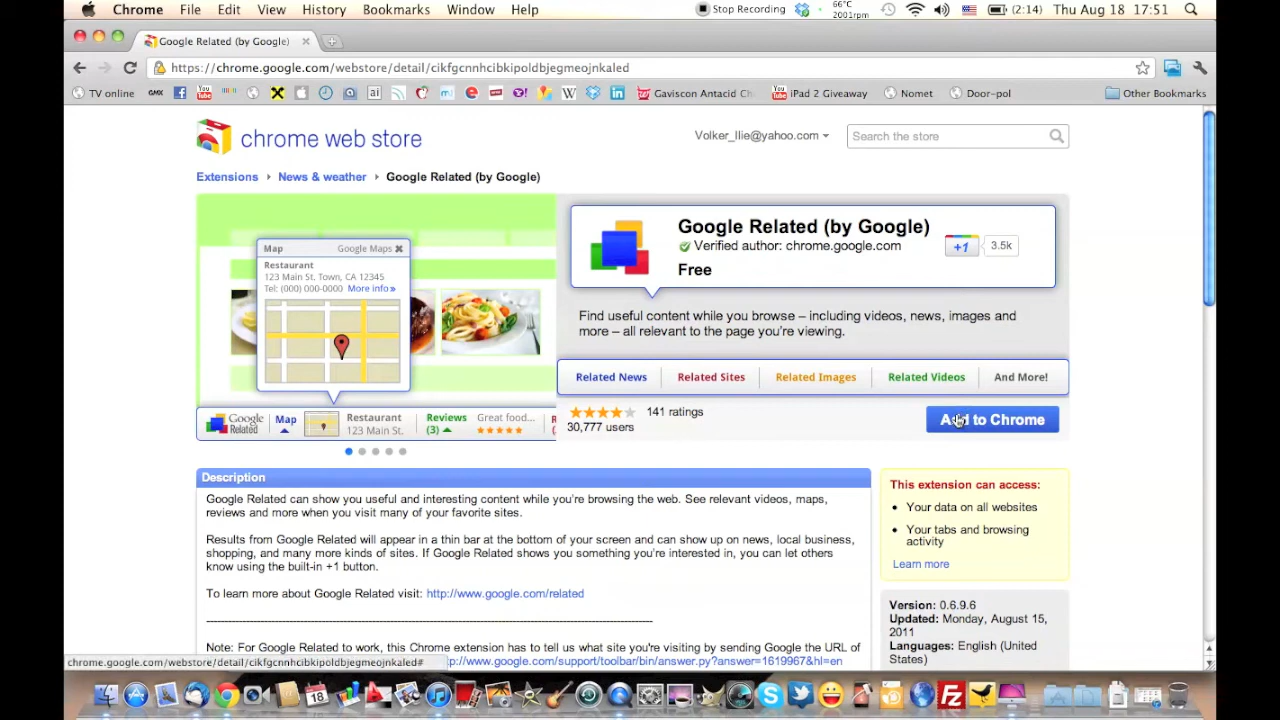 Chrome File Edit View History Bookmarks Window Help Stop Recording 66°C 2001rpm (2:14) Thu Aug 18 17:51
Google Related (by Google)
https://chrome.google.com/webstore/detail/cikfgcnnhcibkipoldbjegmeojnkaled
TV online GMX Gaviscon Antacid Ch iPad 2 Giveaway Nomet Door-pol Other Bookmarks
chrome web store
Volker_Ilie@yahoo.com
Search the store
Extensions News & weather Google Related (by Google)
Map Google Maps
Restaurant
123 Main St. Town, CA 12345
Tel: (000) 000-0000 More info»
Google Related
Map
Restaurant
123 Main St.
Reviews
(3)
Great food...
Google Related (by Google)
Verified author: chrome.google.com
Free
+1 3.5k
Find useful content while you browse – including videos, news, images and
more – all relevant to the page you're viewing.
Related News Related Sites Related Images Related Videos And More!
141 ratings
30,777 users
Add to Chrome
Description
Google Related can show you useful and interesting content while you're browsing the web. See relevant videos, maps,
reviews and more when you visit many of your favorite sites.
Results from Google Related will appear in a thin bar at the bottom of your screen and can show up on news, local business,
shopping, and many more kinds of sites. If Google Related shows you something you're interested in, you can let others
know using the built-in +1 button.
To learn more about Google Related visit: http://www.google.com/related
Note: For Google Related to work, this Chrome extension has to tell us what site you're visiting by sending the URL of
ttp://www.google.com/support/toolbar/bin/answer.py?answer=1619967&hl=en
This extension can access:
Your data on all websites
Your tabs and browsing
activity
Learn more
Version: 0.6.9.6
Updated: Monday, August 15,
2011
Languages: English (United
States)
chrome.google.com/webstore/detail/cikfgcnnhcibkipoldbjegmeojnkaled#